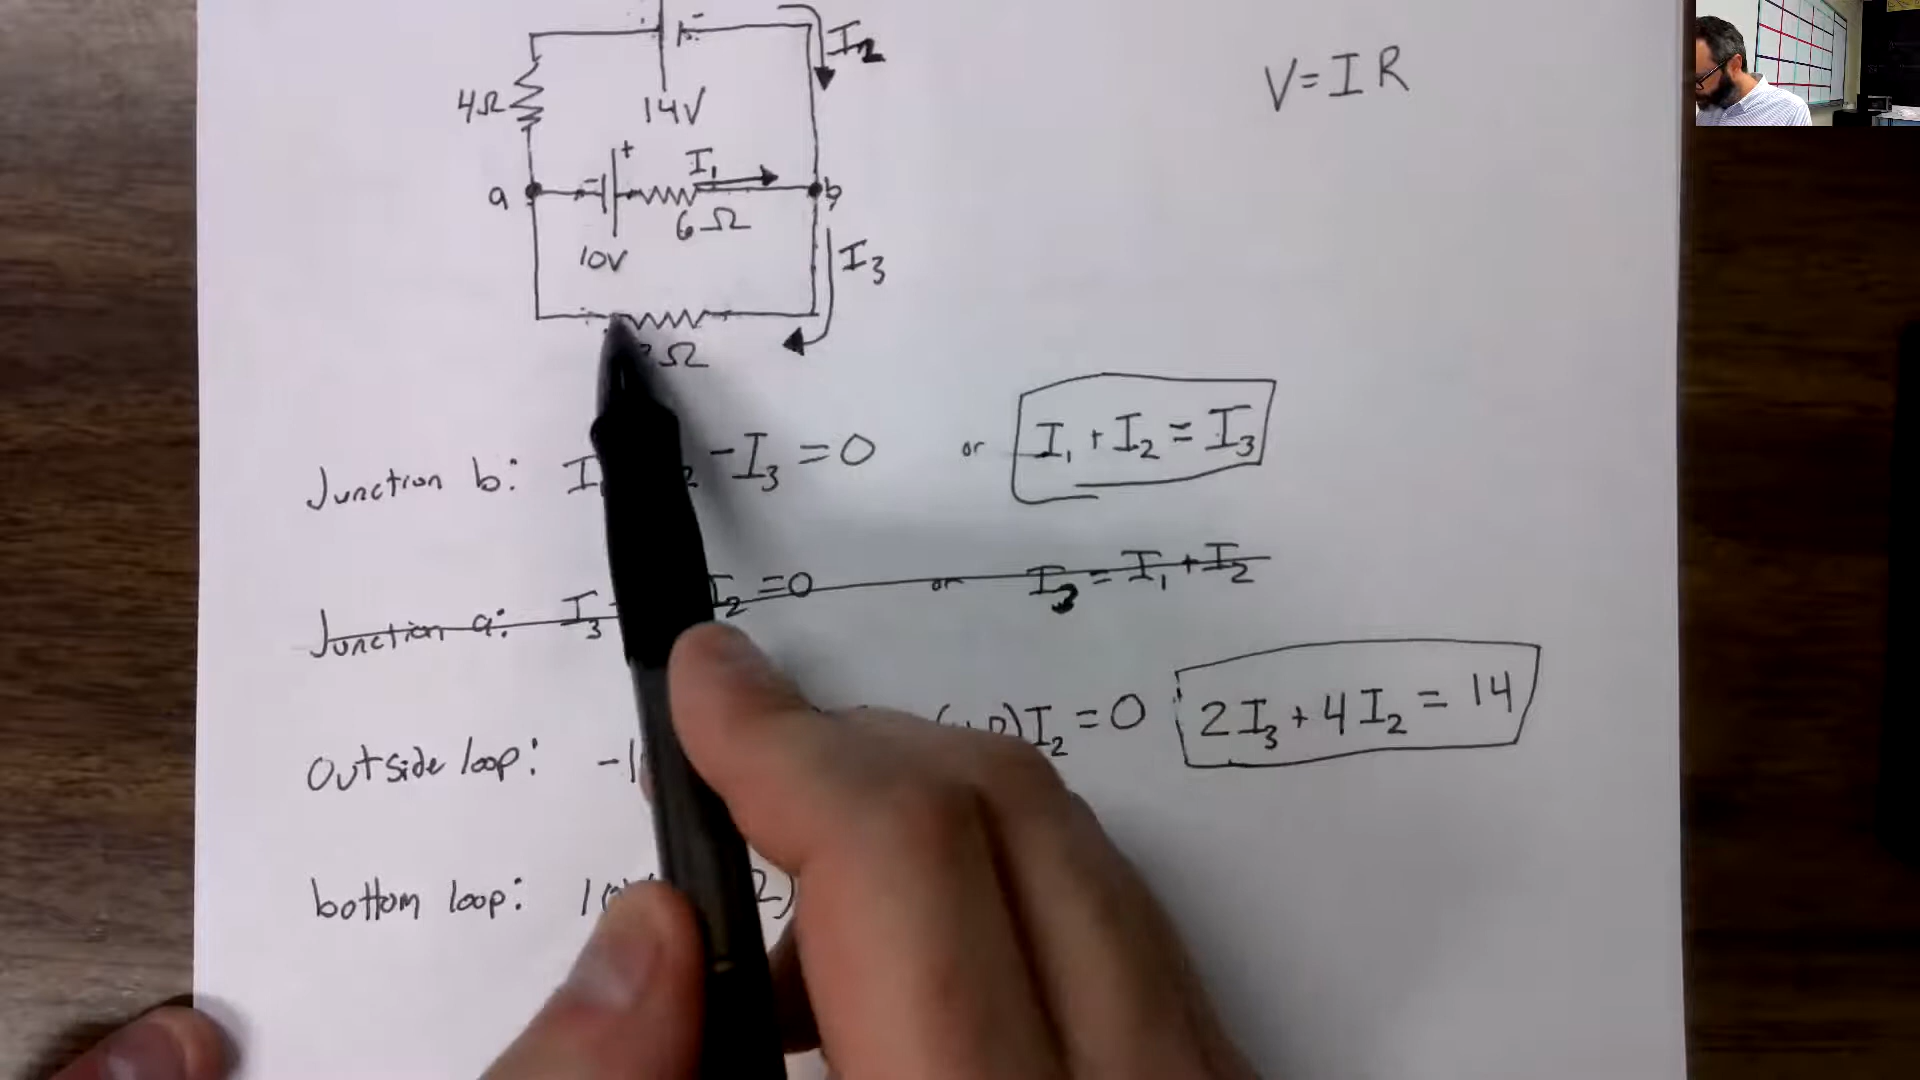 I₂
4Ω
14V
V=IR
+
-
I₁
a
b
6Ω
10V
I₃
Ω
Junction b: I -I₃ =0 or I₁ + I₂ = I₃
Junction a: I₃ I₂ =0 or I₃ = I₁ + I₂
Outside loop: I₂ =0 2I₃ + 4I₂ = 14
bottom loop: